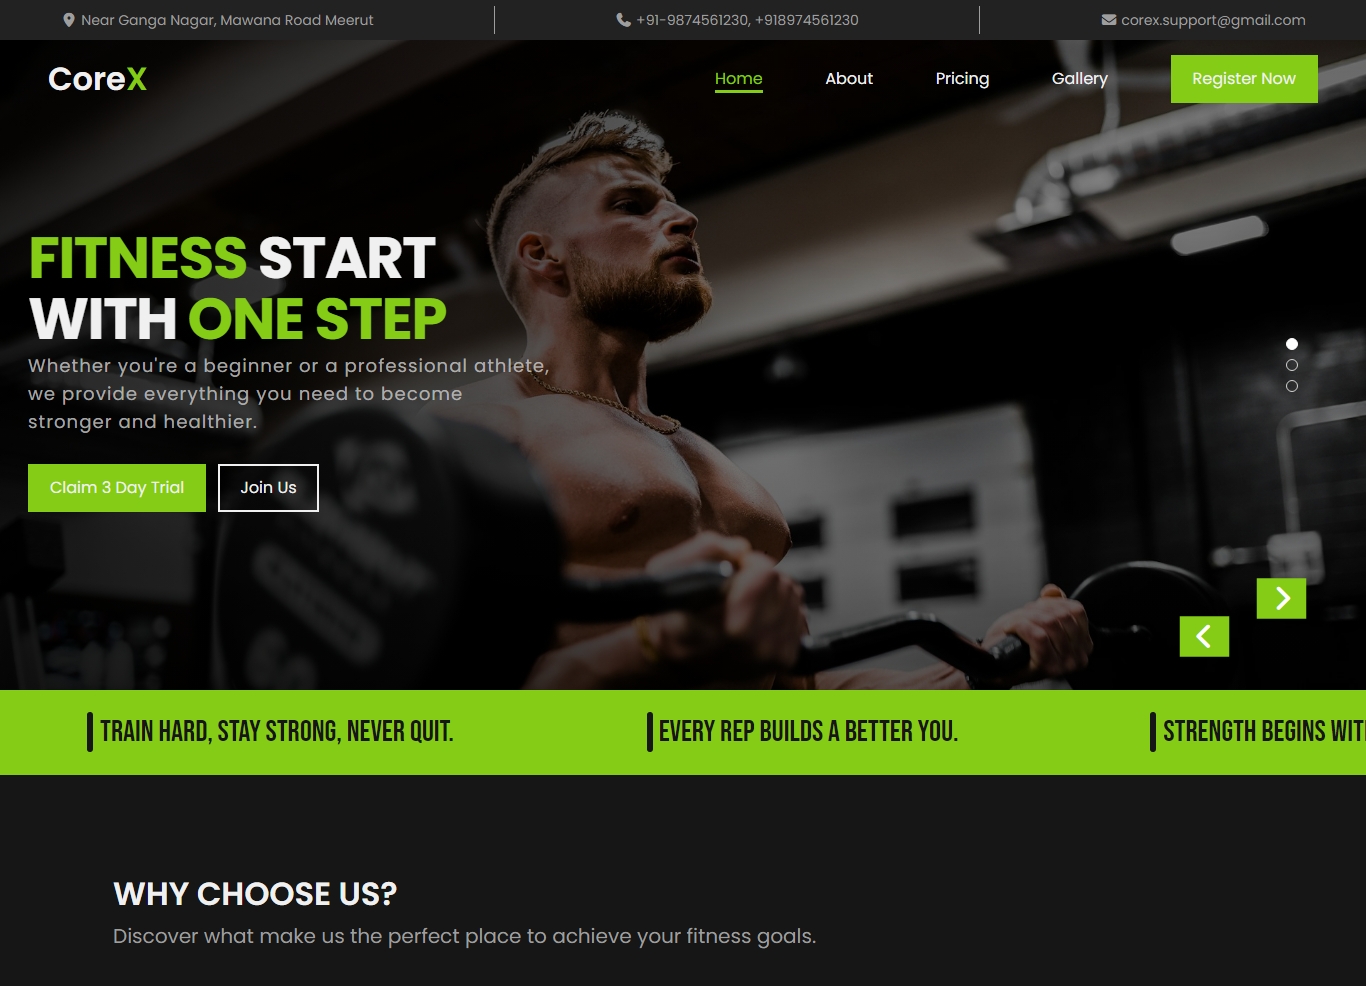 Near Ganga Nagar, Mawana Road Meerut
+91-9874561230, +918974561230
corex.support@gmail.com
CoreX
Home
About
Pricing
Gallery
Register Now
FITNESS START
WITH ONE STEP
Whether you're a beginner or a professional athlete,
we provide everything you need to become
stronger and healthier.
Claim 3 Day Trial
Join Us
TRAIN HARD, STAY STRONG, NEVER QUIT.
EVERY REP BUILDS A BETTER YOU.
STRENGTH BEGINS
WHY CHOOSE US?
Discover what make us the perfect place to achieve your fitness goals.